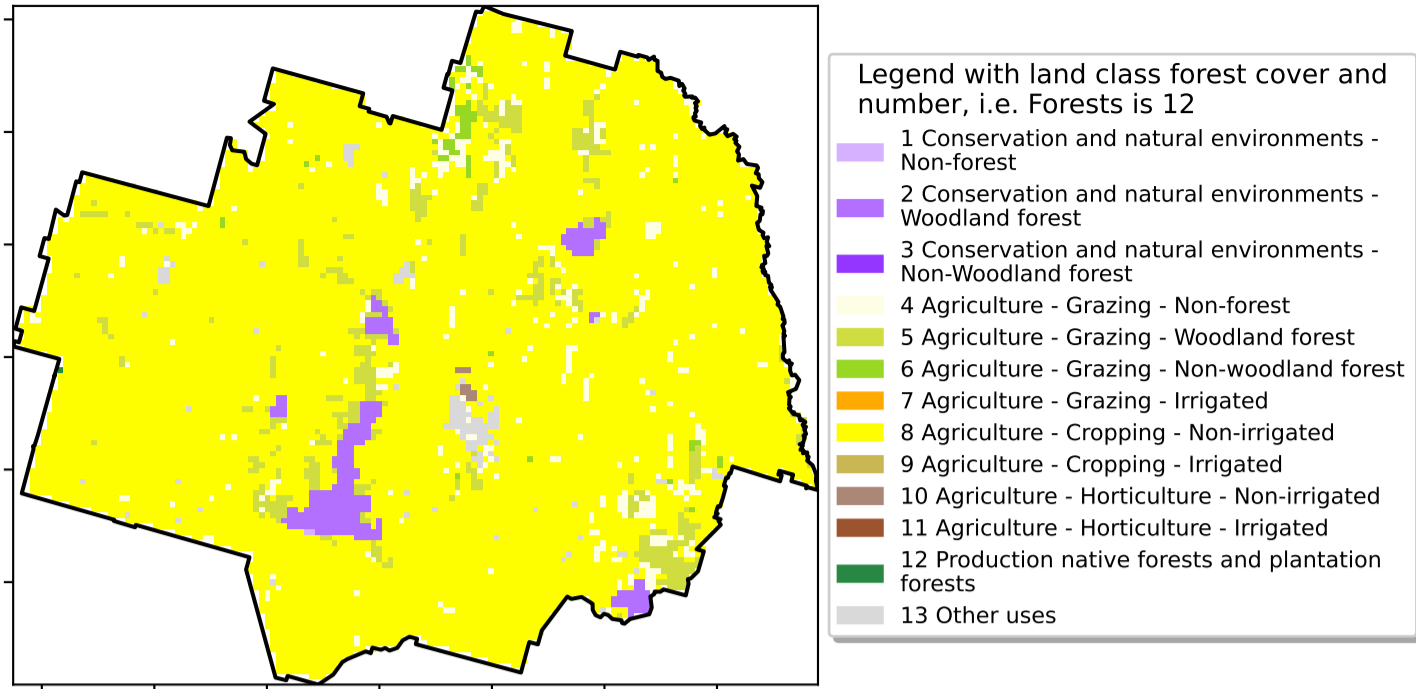 Legend with land class forest cover and
number, i.e. Forests is 12
1 Conservation and natural environments -
Non-forest
2 Conservation and natural environments -
Woodland forest
3 Conservation and natural environments -
Non-Woodland forest
4 Agriculture - Grazing - Non-forest
5 Agriculture - Grazing - Woodland forest
6 Agriculture - Grazing - Non-woodland forest
7 Agriculture - Grazing - Irrigated
8 Agriculture - Cropping - Non-irrigated
9 Agriculture - Cropping - Irrigated
10 Agriculture - Horticulture - Non-irrigated
11 Agriculture - Horticulture - Irrigated
12 Production native forests and plantation
forests
13 Other uses